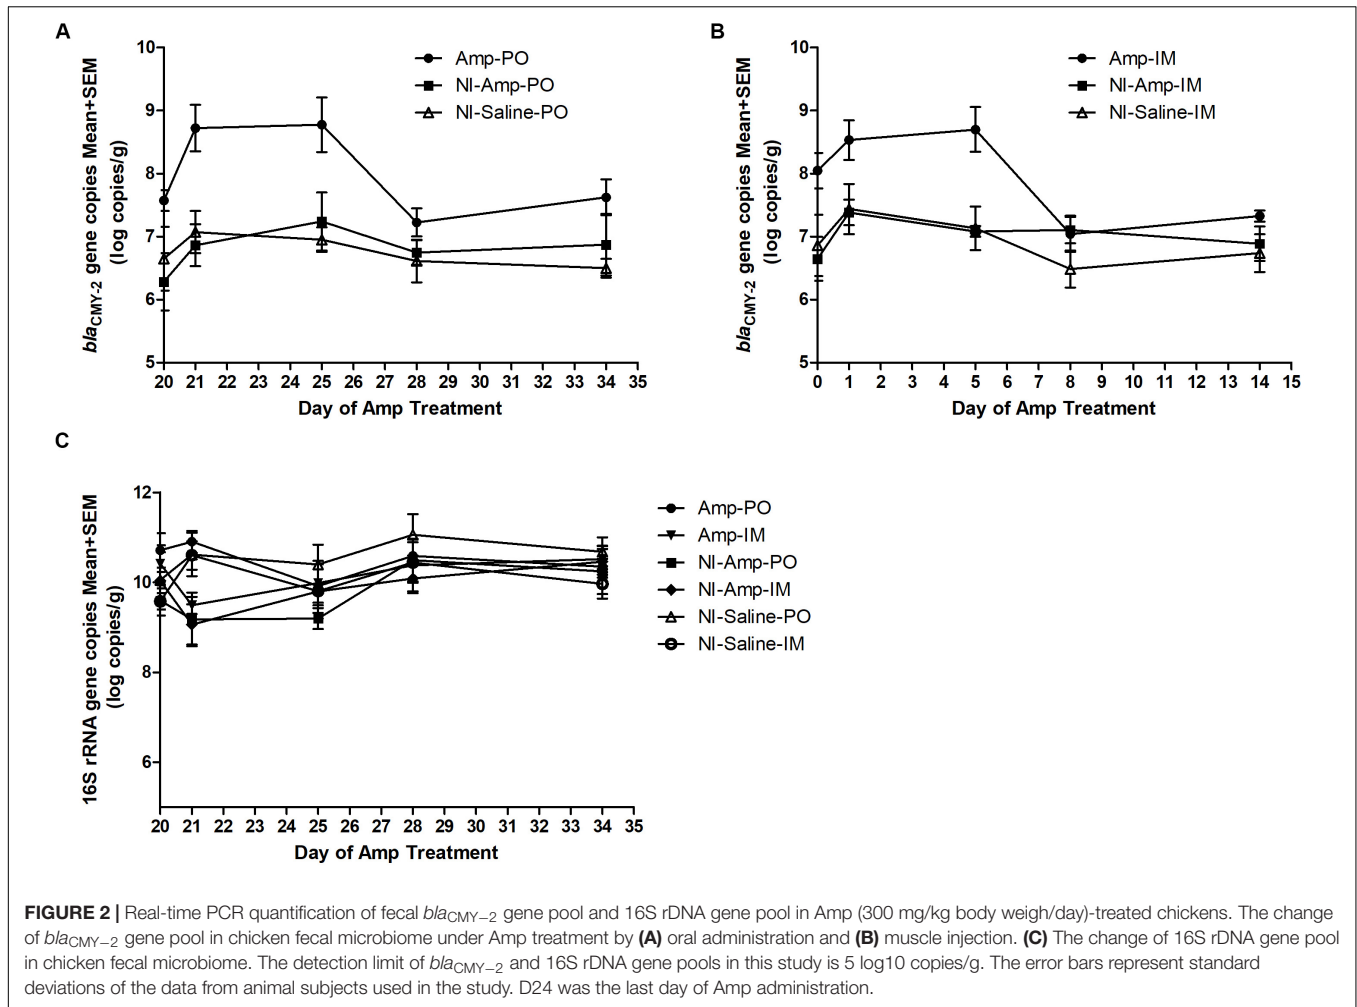 A
bla CMY-2 gene copies Mean+SEM
(log copies/g)
10
9
8
7
6
5
Amp-PO
NI-Amp-PO
NI-Saline-PO
20 21 22 23 24 25 26 27 28 29 30 31 32 33 34 35
Day of Amp Treatment
B
bla CMY-2 gene copies Mean+SEM
(log copies/g)
10
9
8
7
6
5
Amp-IM
NI-Amp-IM
NI-Saline-IM
0 1 2 3 4 5 6 7 8 9 10 11 12 13 14 15
Day of Amp Treatment
C
16S rRNA gene copies Mean+SEM
(log copies/g)
12
10
8
6
Amp-PO
Amp-IM
NI-Amp-PO
NI-Amp-IM
NI-Saline-PO
NI-Saline-IM
20 21 22 23 24 25 26 27 28 29 30 31 32 33 34 35
Day of Amp Treatment
FIGURE 2 | Real-time PCR quantification of fecal blaCMY−2 gene pool and 16S rDNA gene pool in Amp (300 mg/kg body weigh/day)-treated chickens. The change
of blaCMY−2 gene pool in chicken fecal microbiome under Amp treatment by (A) oral administration and (B) muscle injection. (C) The change of 16S rDNA gene pool
in chicken fecal microbiome. The detection limit of blaCMY−2 and 16S rDNA gene pools in this study is 5 log10 copies/g. The error bars represent standard
deviations of the data from animal subjects used in the study. D24 was the last day of Amp administration.